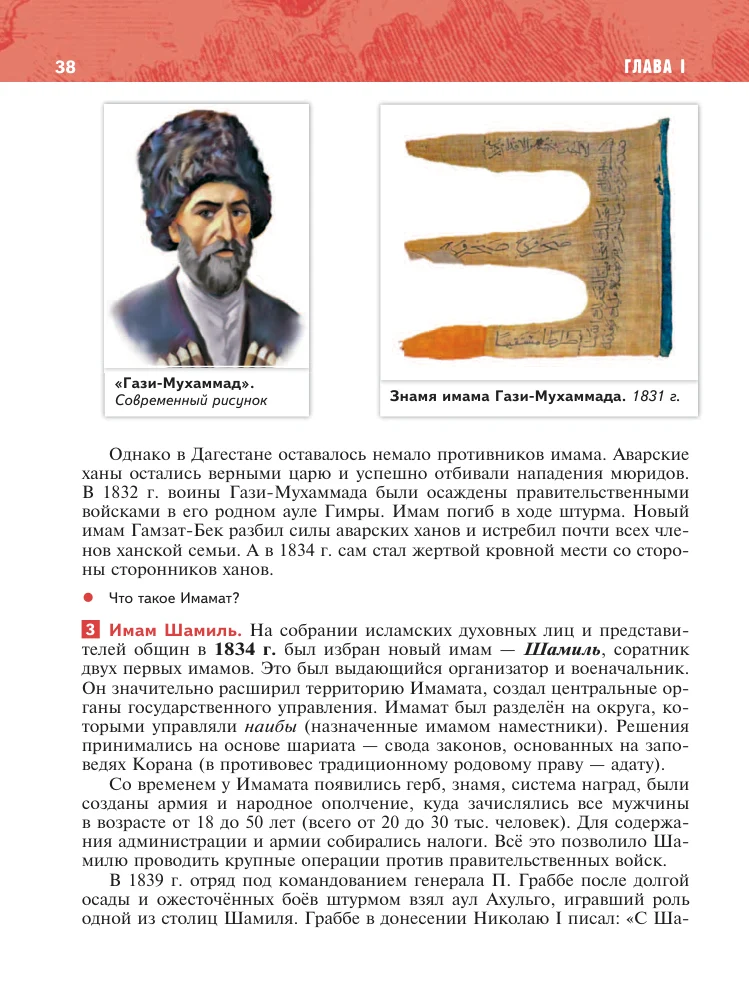 38
ГЛАВА I
«Гази-Мухаммад».
Современный рисунок
Знамя имама Гази-Мухаммада. 1831 г.
Однако в Дагестане оставалось немало противников имама. Аварские
ханы остались верными царю и успешно отбивали нападения мюридов.
В 1832 г. воины Гази-Мухаммада были осаждены правительственными
войсками в его родном ауле Гимры. Имам погиб в ходе штурма. Новый
имам Гамзат-Бек разбил силы аварских ханов и истребил почти всех чле-
нов ханской семьи. А в 1834 г. сам стал жертвой кровной мести со сторо-
ны сторонников ханов.
● Что такое Имамат?
3 Имам Шамиль. На собрании исламских духовных лиц и представи-
телей общин в 1834 г. был избран новый имам — Шамиль, соратник
двух первых имамов. Это был выдающийся организатор и военачальник.
Он значительно расширил территорию Имамата, создал центральные ор-
ганы государственного управления. Имамат был разделён на округа, ко-
торыми управляли наибы (назначенные имамом наместники). Решения
принимались на основе шариата — свода законов, основанных на запо-
ведях Корана (в противовес традиционному родовому праву — адату).
Со временем у Имамата появились герб, знамя, система наград, были
созданы армия и народное ополчение, куда зачислялись все мужчины
в возрасте от 18 до 50 лет (всего от 20 до 30 тыс. человек). Для содержа-
ния администрации и армии собирались налоги. Всё это позволило Ша-
милю проводить крупные операции против правительственных войск.
В 1839 г. отряд под командованием генерала П. Граббе после долгой
осады и ожесточённых боёв штурмом взял аул Ахульго, игравший роль
одной из столиц Шамиля. Граббе в донесении Николаю I писал: «С Ша-